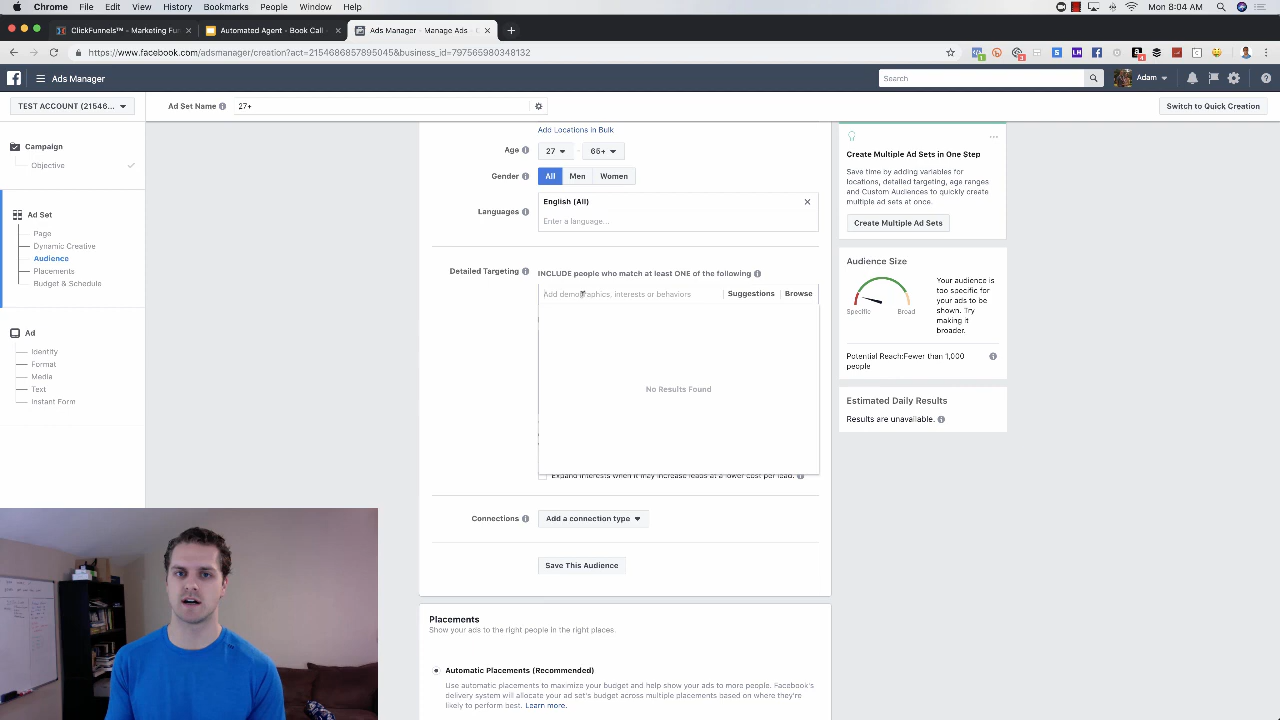 Chrome File Edit View History Bookmarks People Window Help Mon 8:04 AM
ClickFunnels™ - Marketing Fun
Automated Agent - Book Call -
Ads Manager - Manage Ads -
https://www.facebook.com/adsmanager/creation?act=2154686857895045&business_id=797565980348132
Ads Manager
Search
Adam
TEST ACCOUNT (21546...
Ad Set Name
27+
Switch to Quick Creation
Campaign
Objective
Ad Set
Page
Dynamic Creative
Audience
Placements
Budget & Schedule
Ad
Identity
Format
Media
Text
Instant Form
Add Locations in Bulk
Age
27 - 65+
Gender
All Men Women
Languages
English (All)
Enter a language...
Detailed Targeting
INCLUDE people who match at least ONE of the following
Add demographics, interests or behaviors
Suggestions
Browse
No Results Found
Expand interests when it may increase leads at a lower cost per lead.
Connections
Add a connection type
Save This Audience
Placements
Show your ads to the right people in the right places.
Automatic Placements (Recommended)
Use automatic placements to maximize your budget and help show your ads to more people. Facebook's
delivery system will allocate your ad set's budget across multiple placements based on where they're
likely to perform best. Learn more.
Create Multiple Ad Sets in One Step
Save time by adding variables for
locations, detailed targeting, age ranges
and Custom Audiences to quickly create
multiple ad sets at once.
Create Multiple Ad Sets
Audience Size
Specific
Broad
Your audience
is too specific
for your ads to
be shown. Try
making it
broader.
Potential Reach:Fewer than 1,000
people
Estimated Daily Results
Results are unavailable.